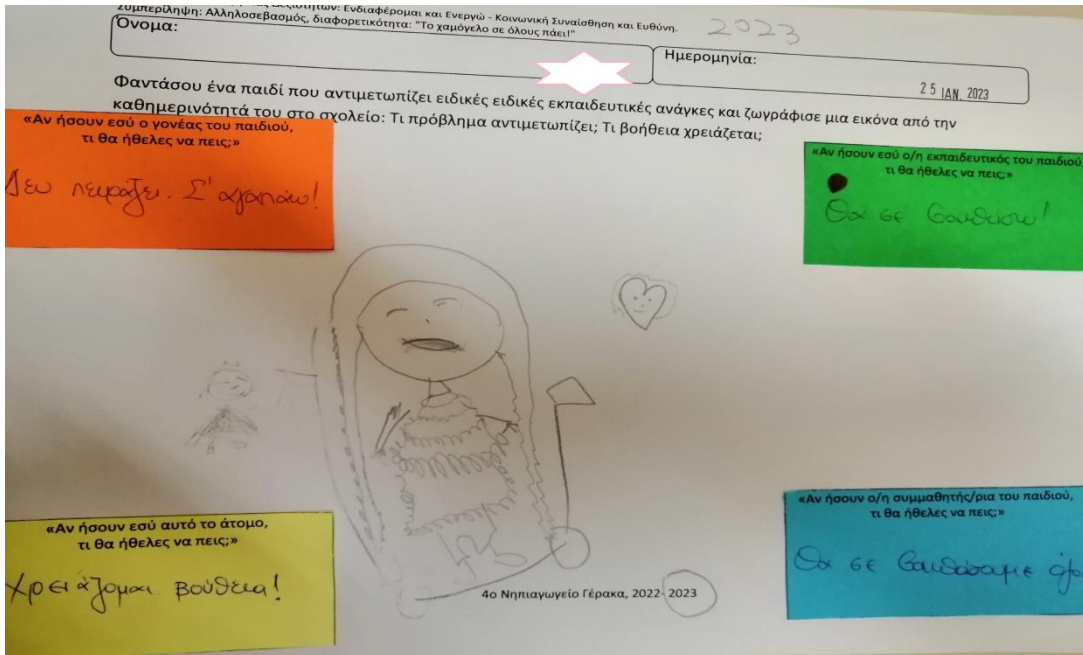 Δεξιοτήτων: Ενδιαφέρομαι και Ενεργώ - Κοινωνική Συναίσθηση και Ευθύνη.
Συμπερίληψη: Αλληλοσεβασμός, διαφορετικότητα: "Το χαμόγελο σε όλους πάει!"
2023
Όνομα:
Ημερομηνία:
25 ΙΑΝ. 2023
Φαντάσου ένα παιδί που αντιμετωπίζει ειδικές ειδικές εκπαιδευτικές ανάγκες και ζωγράφισε μια εικόνα από την
καθημερινότητά του στο σχολείο: Τι πρόβλημα αντιμετωπίζει; Τι βοήθεια χρειάζεται;
«Αν ήσουν εσύ ο γονέας του παιδιού,
τι θα ήθελες να πεις;»
Δεν πειράζει. Σ'αγαπάω!
«Αν ήσουν εσύ ο/η εκπαιδευτικός του παιδιού
τι θα ήθελες να πεις;»
Θα σε
«Αν ήσουν εσύ αυτό το άτομο,
τι θα ήθελες να πεις;»
Χρειάζομαι βούθεια!
«Αν ήσουν ο/η συμμαθητής/ρια του παιδιού,
τι θα ήθελες να πεις;»
Θα σε
4ο Νηπιαγωγείο Γέρακα, 2022- 2023